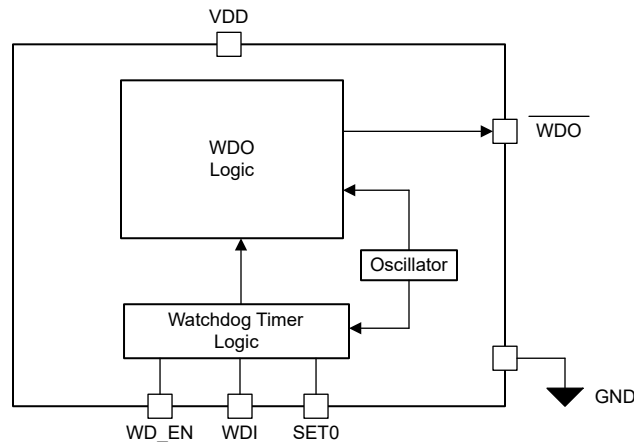 VDD
WDO
Logic
WDO
Oscillator
Watchdog Timer
Logic
GND
WD_EN
WDI
SET0